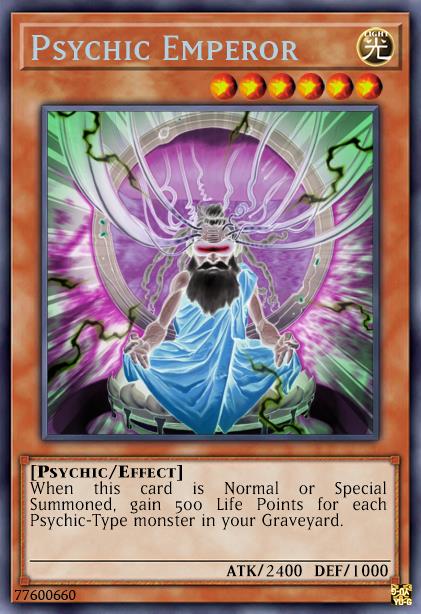 PSYCHIC EMPEROR
LIGHT
光
[PSYCHIC/EFFECT]
When this card is Normal or Special
Summoned, gain 500 Life Points for each
Psychic-Type monster in your Graveyard.
ATK/2400 DEF/1000
77600660